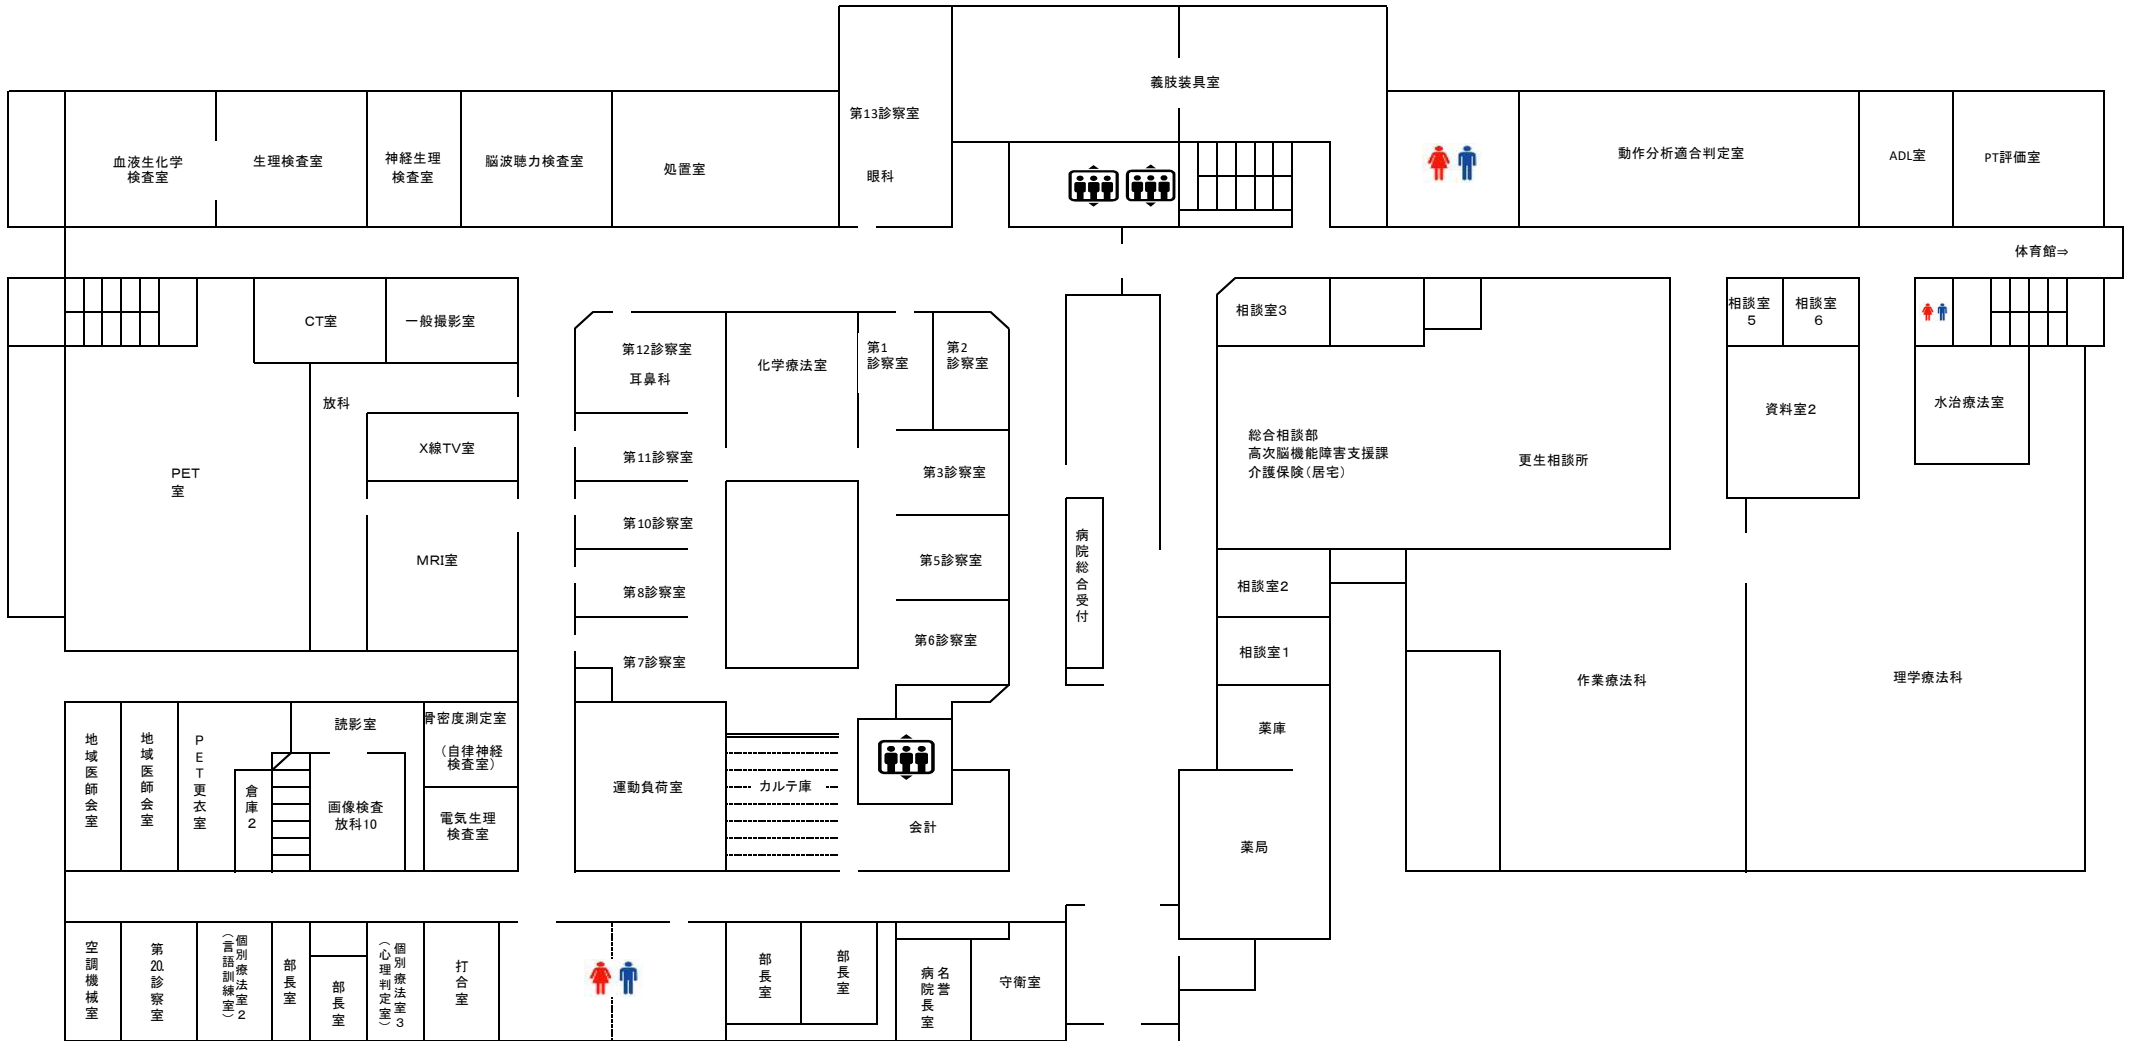 義肢装具室
第13診察室
眼科
血液生化学
検査室
生理検査室
神経生理
検査室
脳波聴力検査室
処置室
動作分析適合判定室
ADL室
PT評価室
体育館⇒
CT室
一般撮影室
第12診察室
耳鼻科
化学療法室
第1
診察室
第2
診察室
相談室3
相談室
5
相談室
6
放科
X線TV室
第11診察室
第3診察室
総合相談部
高次脳機能障害支援課
介護保険(居宅)
更生相談所
資料室2
水治療法室
PET
室
第10診察室
MRI室
第5診察室
病院総合受付
第8診察室
相談室2
第6診察室
相談室1
第7診察室
作業療法科
理学療法科
地域医師会室
地域医師会室
PET更衣室
倉庫2
読影室
骨密度測定室
(自律神経
検査室)
画像検査
放科10
電気生理
検査室
運動負荷室
カルテ庫
会計
薬庫
薬局
空調機械室
第20.診察室
個別療法室2
(言語訓練室)
部長室
部長室
個別療法室3
(心理判定室)
打合室
部長室
部長室
名誉
病院長室
守衛室